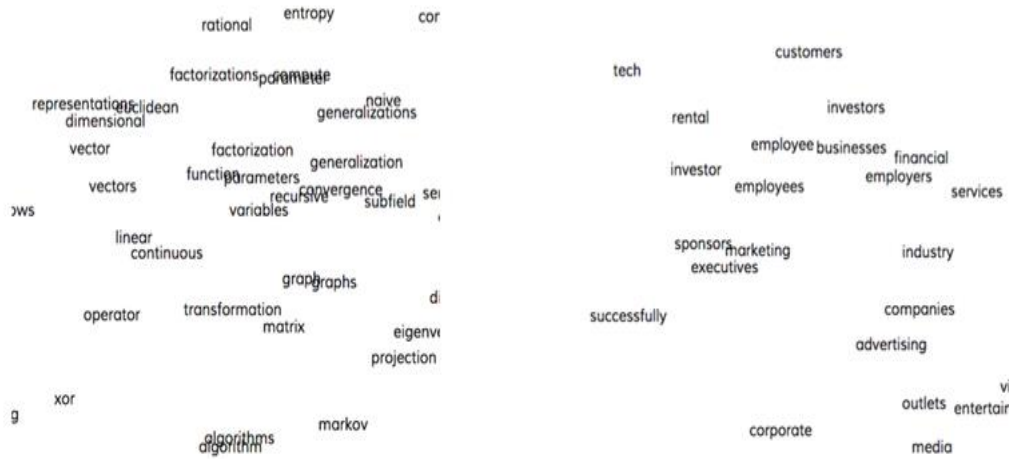 rational
entropy
factorizations
compute
parameter
representations
euclidean
dimensional
naive
generalizations
vector
factorization
generalization
function
parameters
vectors
recursive
convergence
subfield
variables
linear
continuous
graph
graphs
operator
transformation
matrix
projection
xor
markov
algorithms
algorithm
customers
tech
investors
rental
employee
businesses
financial
investor
employers
employees
services
sponsors
marketing
industry
executives
successfully
companies
advertising
outlets
corporate
media